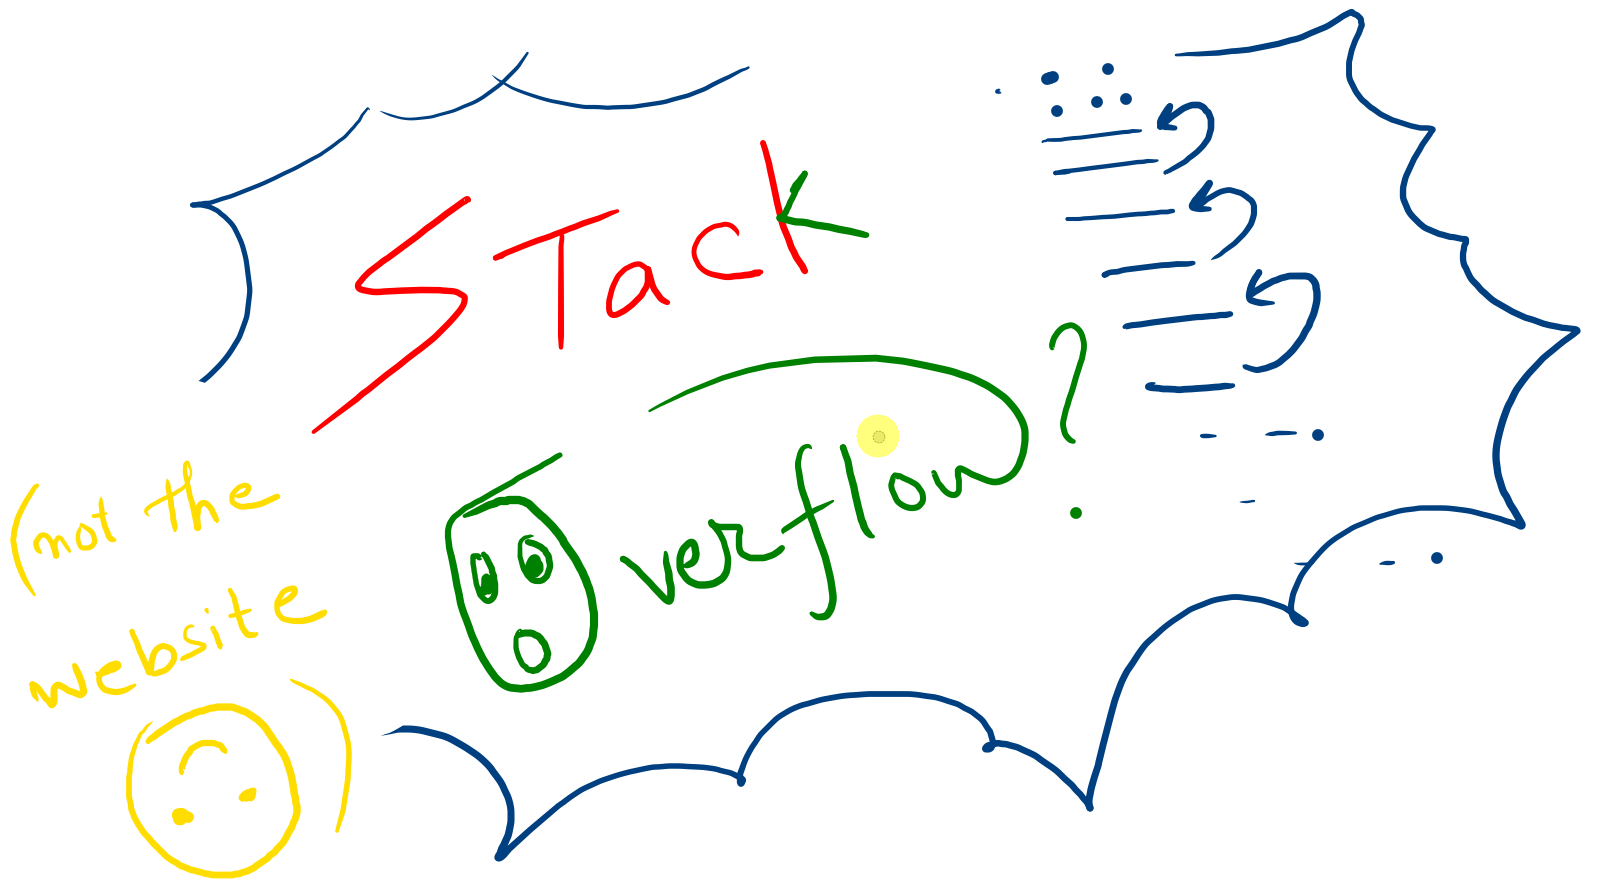 STack
Overflow?
(not the
website
)